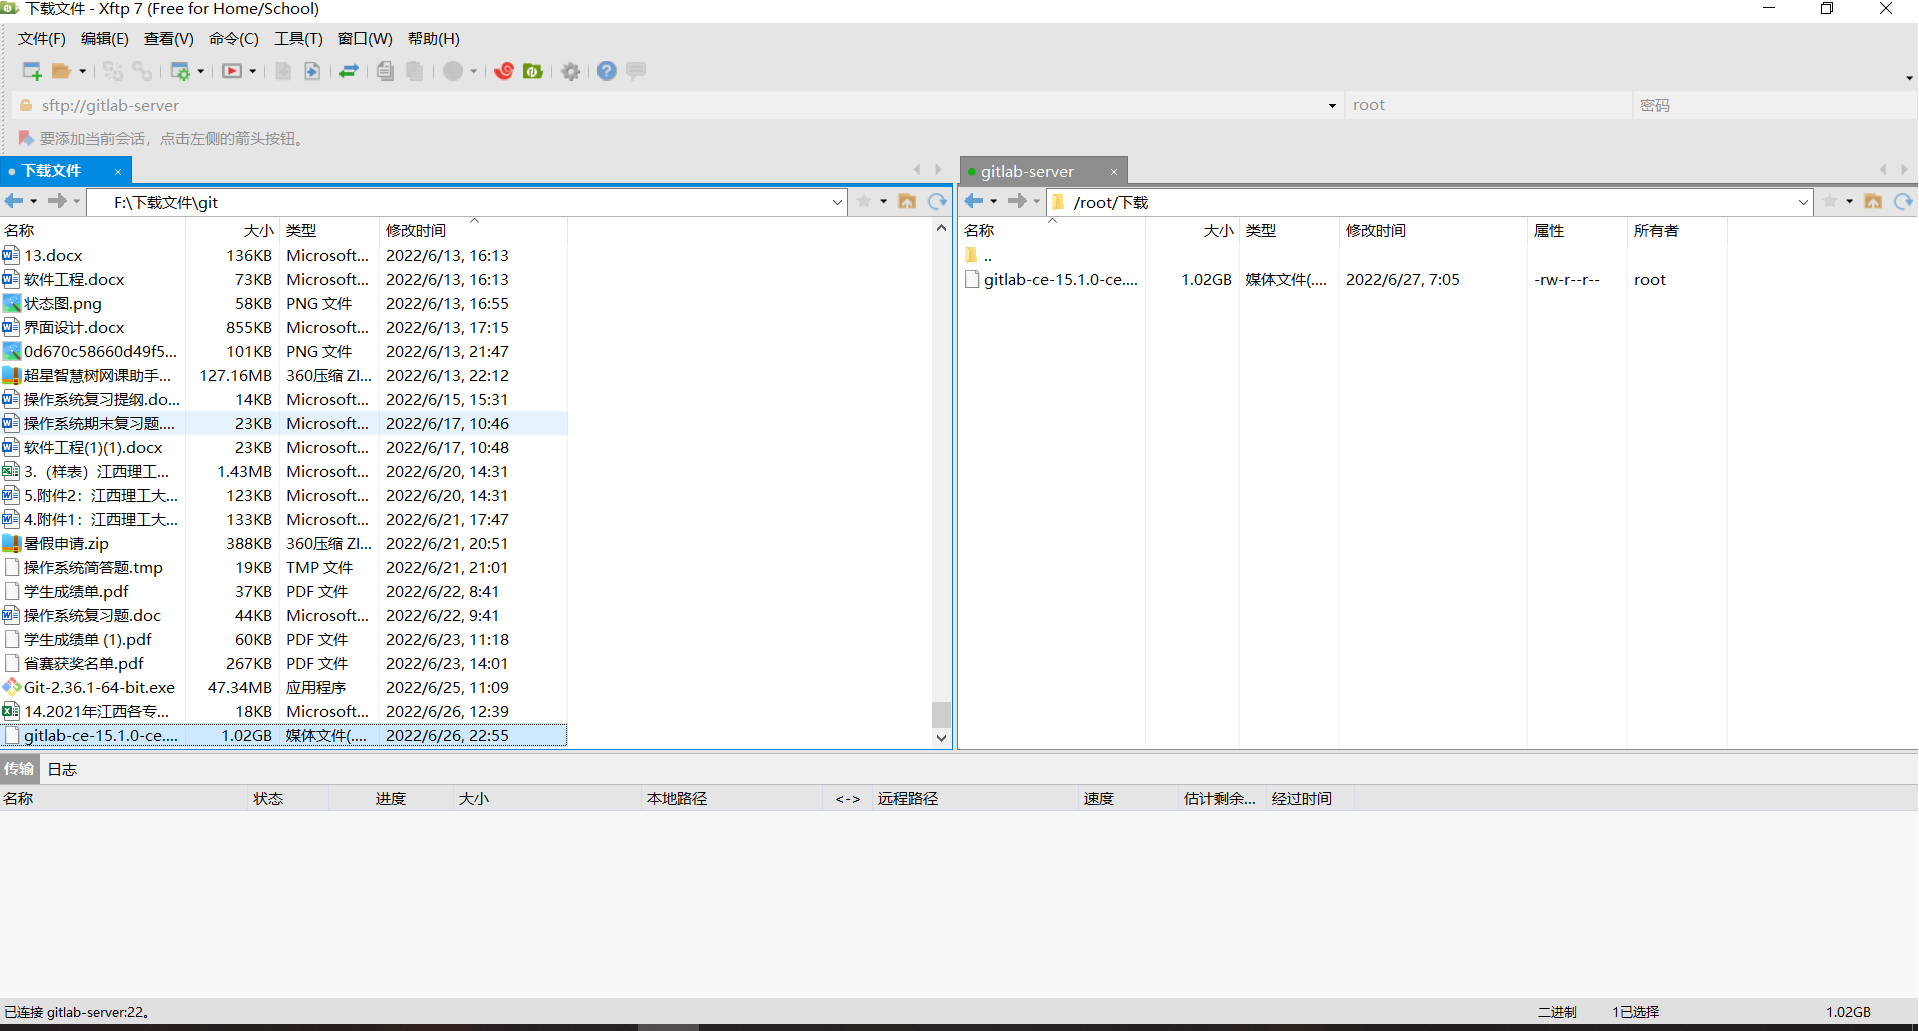 下载文件 - Xftp 7 (Free for Home/School)
文件(F) 编辑(E) 查看(V) 命令(C) 工具(T) 窗口(W) 帮助(H)
sftp://gitlab-server root 密码
要添加当前会话，点击左侧的箭头按钮。
下载文件 ×
F:\下载文件\git
名称 大小 类型 修改时间
13.docx 136KB Microsoft... 2022/6/13, 16:13
软件工程.docx 73KB Microsoft... 2022/6/13, 16:13
状态图.png 58KB PNG 文件 2022/6/13, 16:55
界面设计.docx 855KB Microsoft... 2022/6/13, 17:15
0d670c58660d49f5... 101KB PNG 文件 2022/6/13, 21:47
超星智慧树网课助手... 127.16MB 360压缩 ZI... 2022/6/13, 22:12
操作系统复习提纲.do... 14KB Microsoft... 2022/6/15, 15:31
操作系统期末复习题.... 23KB Microsoft... 2022/6/17, 10:46
软件工程(1)(1).docx 23KB Microsoft... 2022/6/17, 10:48
3.（样表）江西理工... 1.43MB Microsoft... 2022/6/20, 14:31
5.附件2：江西理工大... 123KB Microsoft... 2022/6/20, 14:31
4.附件1：江西理工大... 133KB Microsoft... 2022/6/21, 17:47
暑假申请.zip 388KB 360压缩 ZI... 2022/6/21, 20:51
操作系统简答题.tmp 19KB TMP 文件 2022/6/21, 21:01
学生成绩单.pdf 37KB PDF 文件 2022/6/22, 8:41
操作系统复习题.doc 44KB Microsoft... 2022/6/22, 9:41
学生成绩单 (1).pdf 60KB PDF 文件 2022/6/23, 11:18
省赛获奖名单.pdf 267KB PDF 文件 2022/6/23, 14:01
Git-2.36.1-64-bit.exe 47.34MB 应用程序 2022/6/25, 11:09
14.2021年江西各专... 18KB Microsoft... 2022/6/26, 12:39
gitlab-ce-15.1.0-ce.... 1.02GB 媒体文件(.... 2022/6/26, 22:55
gitlab-server ×
/root/下载
名称 大小 类型 修改时间 属性 所有者
..
gitlab-ce-15.1.0-ce.... 1.02GB 媒体文件(.... 2022/6/27, 7:05 -rw-r--r-- root
传输 日志
名称 状态 进度 大小 本地路径 <-> 远程路径 速度 估计剩余... 经过时间
已连接 gitlab-server:22。 二进制 1已选择 1.02GB